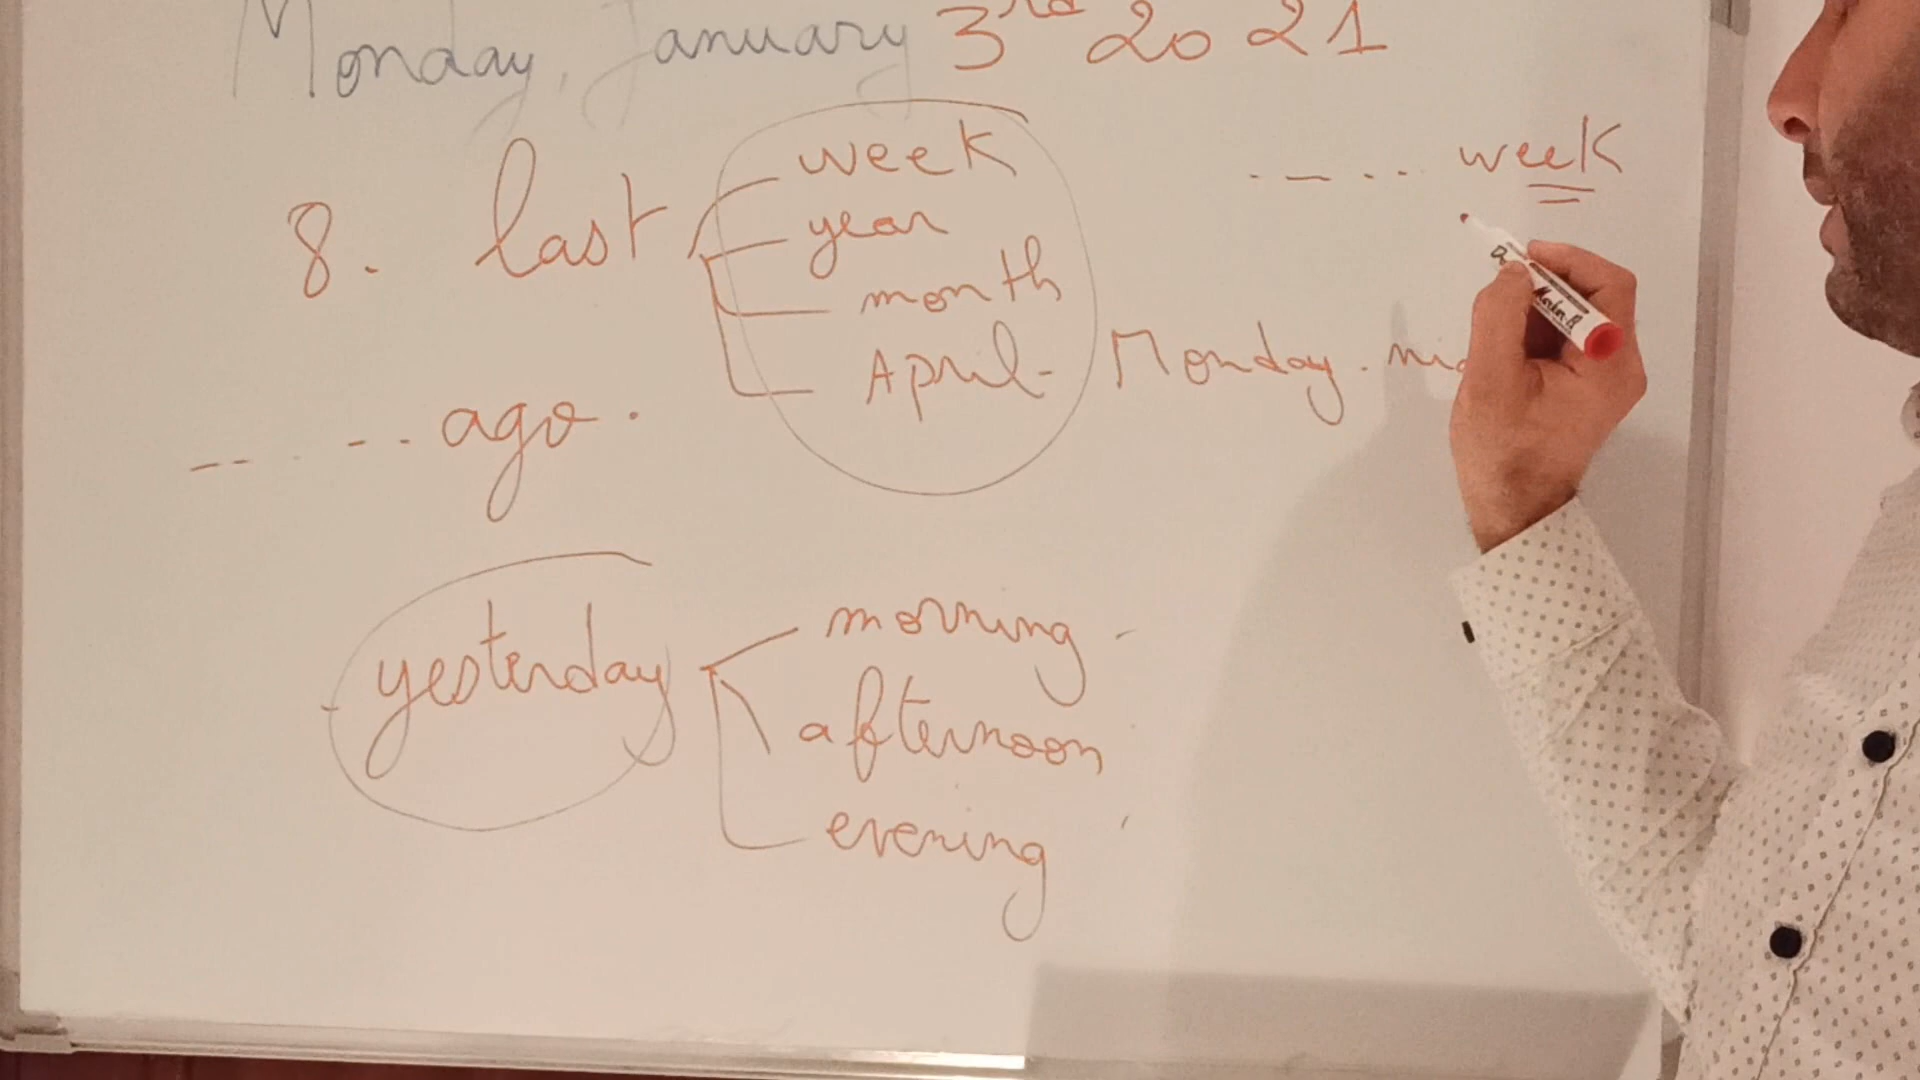 Monday, January 3rd 2021
8. last week
year
month
April - Monday.
..... week
-- - -.. ago.
- yesterday morning -
afternoon
evening